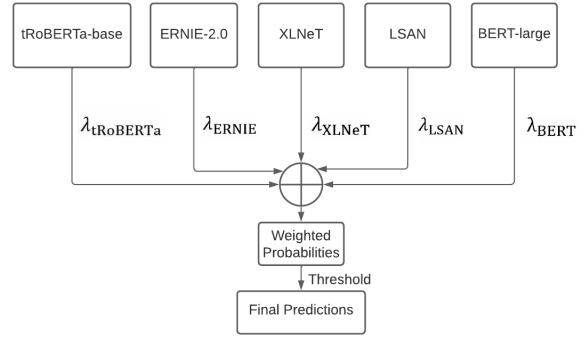 tRoBERTa-base
ERNIE-2.0
XLNeT
LSAN
BERT-large
λtRoBERTa
λERNIE
λXLNeT
λLSAN
λBERT
Weighted
Probabilities
Threshold
Final Predictions